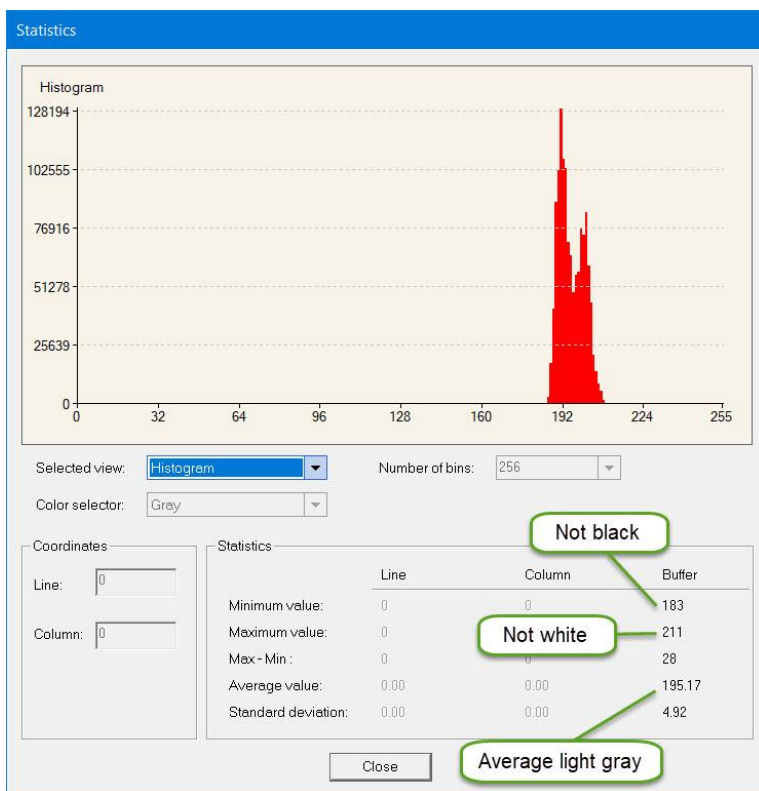 Statistics
Histogram
128194
102555
76916
51278
25639
0
0 32 64 96 128 160 192 224 255
Selected view: Histogram Number of bins: 256
Color selector: Gray
Not black
Coordinates Statistics
Line Column Buffer
Line: 0
Minimum value: 0 0 183
Column: 0 Maximum value: 0 Not white 211
Max - Min : 0 0 28
Average value: 0.00 0.00 195.17
Standard deviation: 0.00 0.00 4.92
Close Average light gray